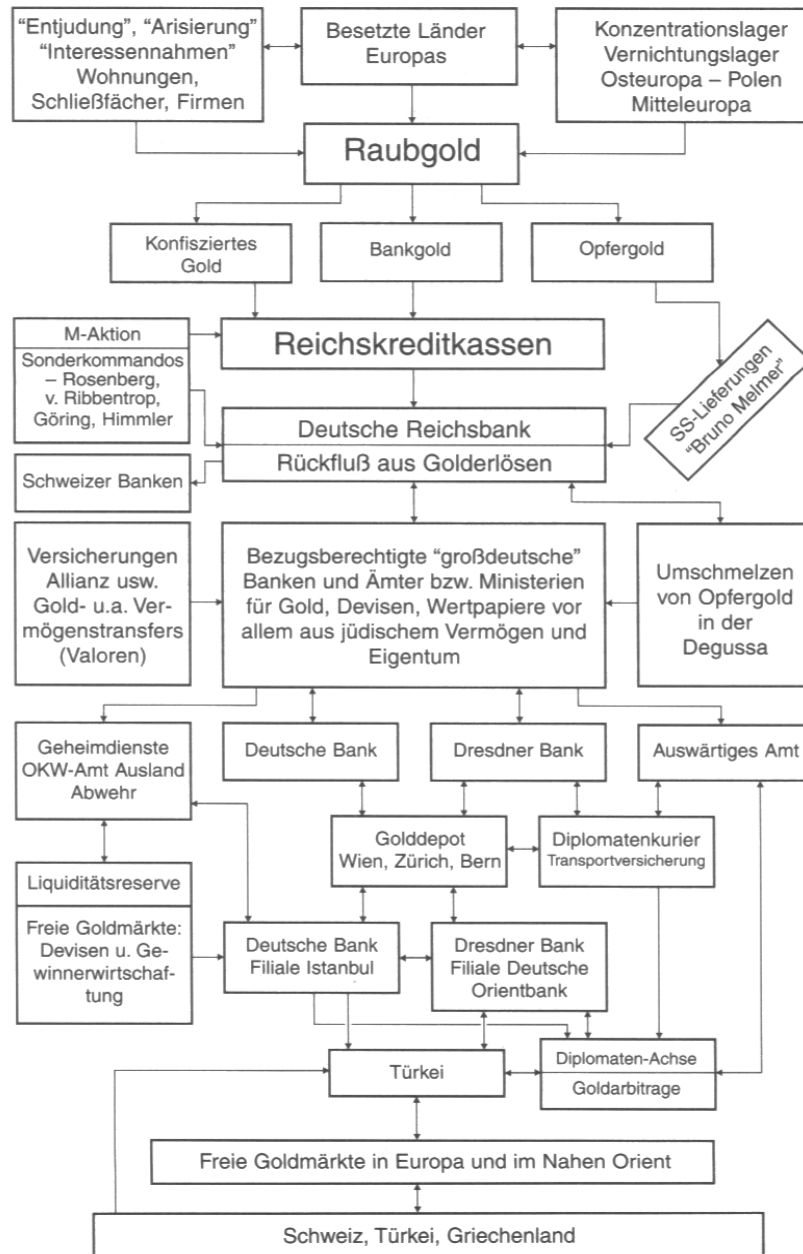 “Entjudung”, “Arisierung”
“Interessennahmen”
Wohnungen,
Schließfächer, Firmen
Besetzte Länder
Europas
Konzentrationslager
Vernichtungslager
Osteuropa – Polen
Mitteleuropa
Raubgold
Konfisziertes
Gold
Bankgold
Opfergold
M-Aktion
Sonderkommandos
– Rosenberg,
v. Ribbentrop,
Göring, Himmler
Reichskreditkassen
SS-Lieferungen
“Bruno Melmer”
Deutsche Reichsbank
Rückfluß aus Golderlösen
Schweizer Banken
Versicherungen
Allianz usw.
Gold- u.a. Ver-
mögenstransfers
(Valoren)
Bezugsberechtigte “großdeutsche”
Banken und Ämter bzw. Ministerien
für Gold, Devisen, Wertpapiere vor
allem aus jüdischem Vermögen und
Eigentum
Umschmelzen
von Opfergold
in der
Degussa
Geheimdienste
OKW-Amt Ausland
Abwehr
Deutsche Bank
Dresdner Bank
Auswärtiges Amt
Golddepot
Wien, Zürich, Bern
Diplomatenkurier
Transportversicherung
Liquiditätsreserve
Freie Goldmärkte:
Devisen u. Ge-
winnerwirtschaf-
tung
Deutsche Bank
Filiale Istanbul
Dresdner Bank
Filiale Deutsche
Orientbank
Türkei
Diplomaten-Achse
Goldarbitrage
Freie Goldmärkte in Europa und im Nahen Orient
Schweiz, Türkei, Griechenland